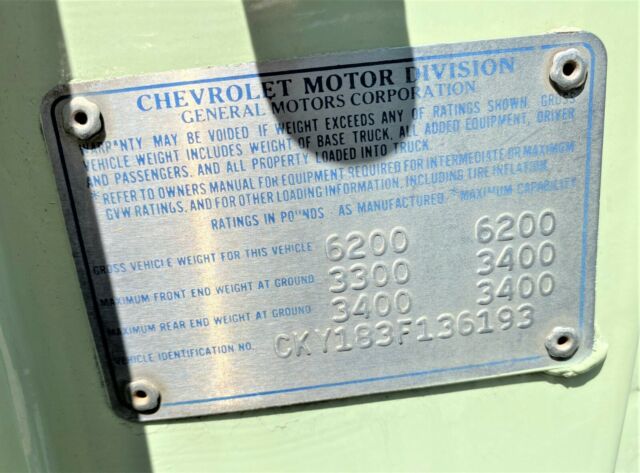 CHEVROLET MOTOR DIVISION
GENERAL MOTORS CORPORATION
WARR*NTY MAY BE VOIDED IF WEIGHT EXCEEDS ANY OF RATINGS SHOWN. GROSS
VEHICLE WEIGHT INCLUDES WEIGHT OF BASE TRUCK, ALL ADDED EQUIPMENT, DRIVER
AND PASSENGERS, AND ALL PROPERTY LOADED INTO TRUCK.
*REFER TO OWNERS MANUAL FOR EQUIPMENT REQUIRED FOR INTERMEDIATE OR MAXIMUM
GVW RATINGS, AND FOR OTHER LOADING INFORMATION, INCLUDING TIRE INFLATION.
RATINGS IN POUNDS AS MANUFACTURED *MAXIMUM CAPABILITY
GROSS VEHICLE WEIGHT FOR THIS VEHICLE 6200 6200
MAXIMUM FRONT END WEIGHT AT GROUND 3300 3400
MAXIMUM REAR END WEIGHT AT GROUND 3400 3400
VEHICLE IDENTIFICATION NO. CKY183F136193